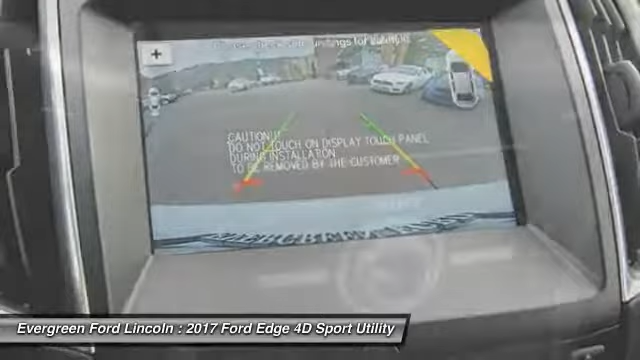 CAUTION!!
DO NOT TOUCH ON DISPLAY TOUCH PANEL
DURING INSTALLATION
TO BE REMOVED BY THE CUSTOMER
Evergreen Ford Lincoln : 2017 Ford Edge 4D Sport Utility